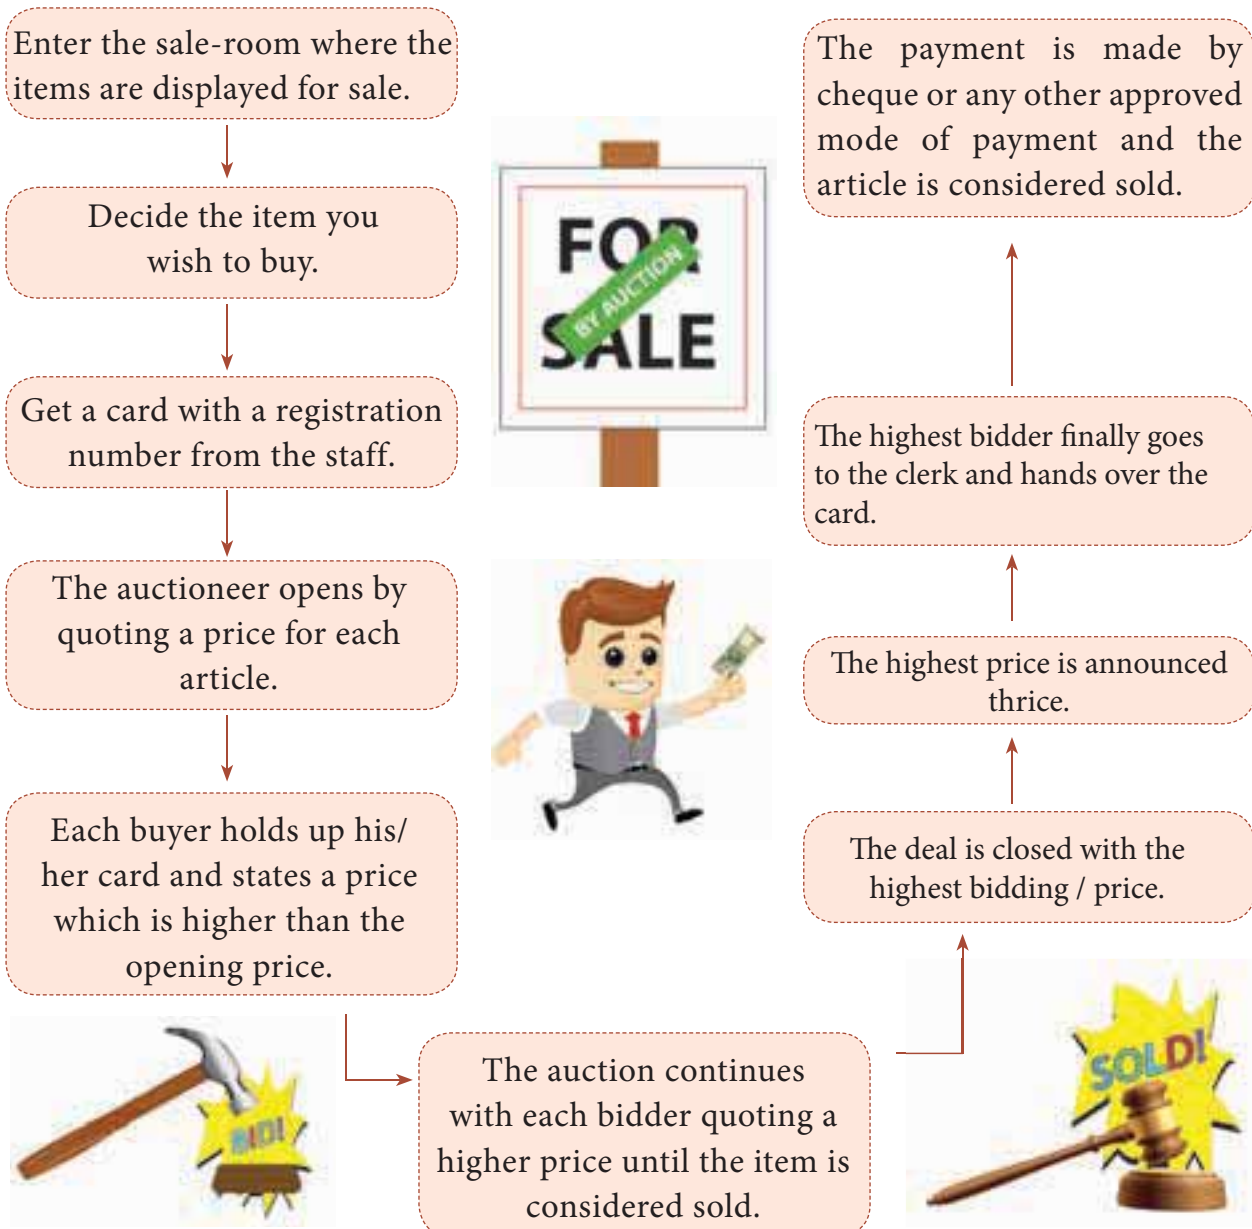 Enter the sale-room where the
items are displayed for sale.
Decide the item you
wish to buy.
Get a card with a registration
number from the staff.
The auctioneer opens by
quoting a price for each
article.
Each buyer holds up his/
her card and states a price
which is higher than the
opening price.
The auction continues
with each bidder quoting a
higher price until the item is
considered sold.
The deal is closed with the
highest bidding / price.
The highest price is announced
thrice.
The highest bidder finally goes
to the clerk and hands over the
card.
The payment is made by
cheque or any other approved
mode of payment and the
article is considered sold.
FOR
BY AUCTION
SALE
BID!
SOLD!